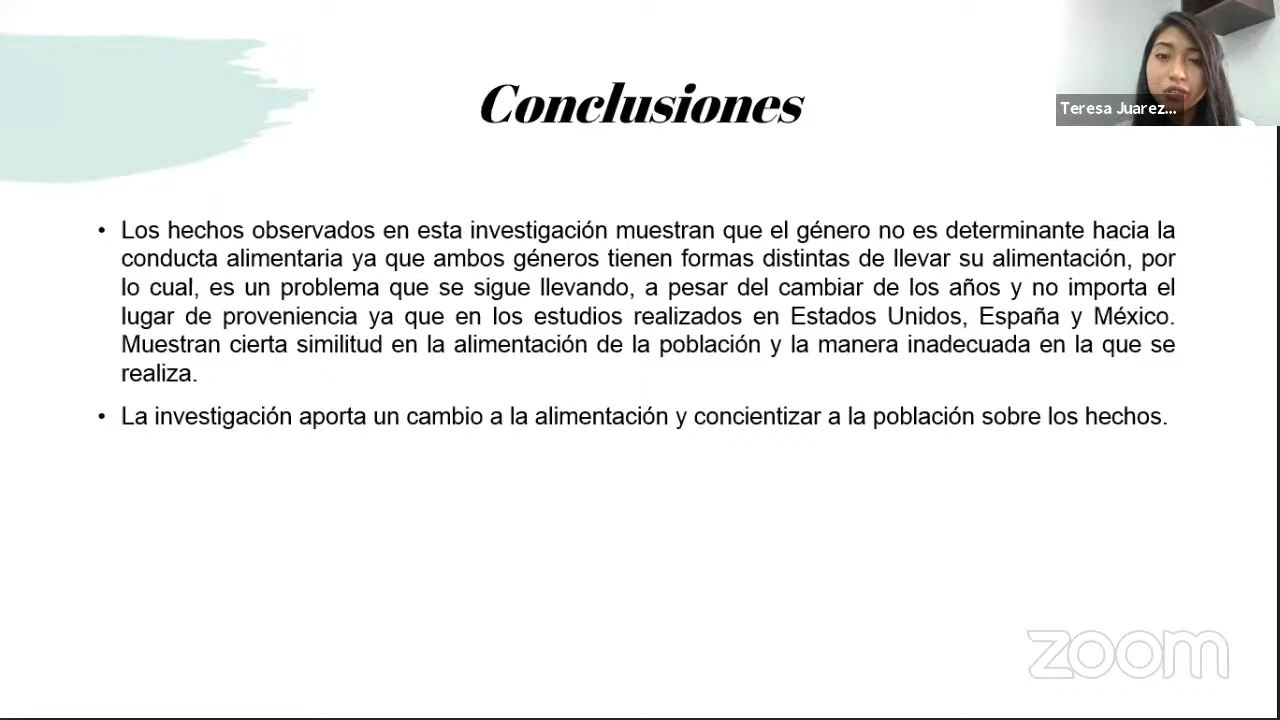 Conclusiones
Teresa Juarez...
• Los hechos observados en esta investigación muestran que el género no es determinante hacia la
conducta alimentaria ya que ambos géneros tienen formas distintas de llevar su alimentación, por
lo cual, es un problema que se sigue llevando, a pesar del cambiar de los años y no importa el
lugar de proveniencia ya que en los estudios realizados en Estados Unidos, España y México.
Muestran cierta similitud en la alimentación de la población y la manera inadecuada en la que se
realiza.
• La investigación aporta un cambio a la alimentación y concientizar a la población sobre los hechos.
zoom